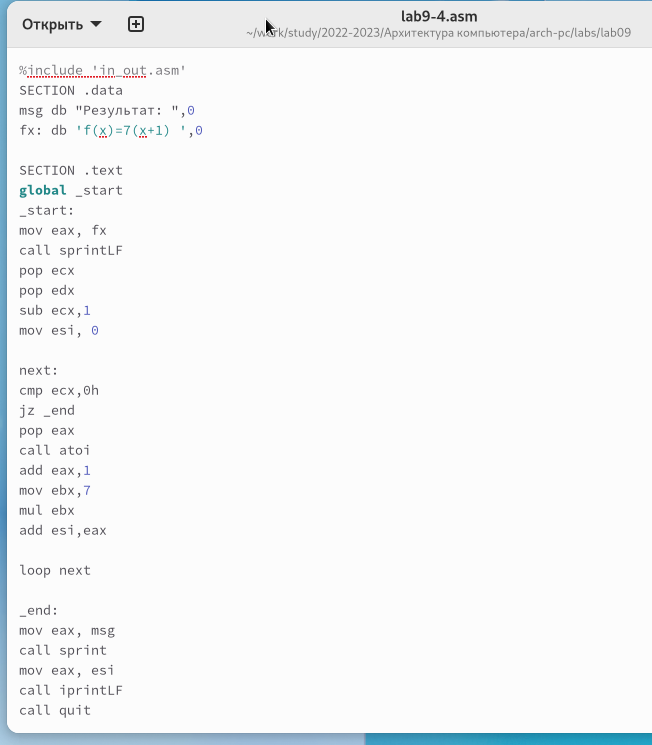 Открыть
lab9-4.asm
~/work/study/2022-2023/Архитектура компьютера/arch-pc/labs/lab09
%include 'in_out.asm'
SECTION .data
msg db "Результат: ",0
fx: db 'f(x)=7(x+1) ',0
SECTION .text
global _start
_start:
mov eax, fx
call sprintLF
pop ecx
pop edx
sub ecx,1
mov esi, 0
next:
cmp ecx,0h
jz _end
pop eax
call atoi
add eax,1
mov ebx,7
mul ebx
add esi,eax
loop next
_end:
mov eax, msg
call sprint
mov eax, esi
call iprintLF
call quit